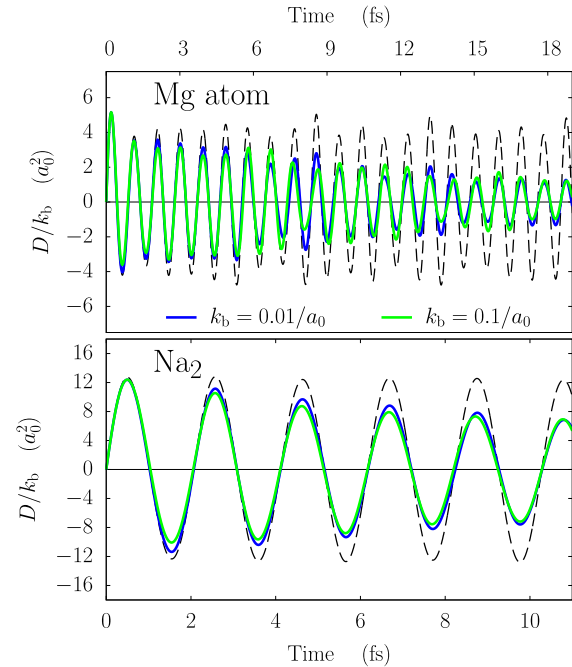 Time (fs)
0 3 6 9 12 15 18
Mg atom
D/k_b (a_0^2)
6
4
2
0
−2
−4
−6
k_b = 0.01/a_0 k_b = 0.1/a_0
Na_2
D/k_b (a_0^2)
16
12
8
4
0
−4
−8
−12
−16
0 2 4 6 8 10
Time (fs)